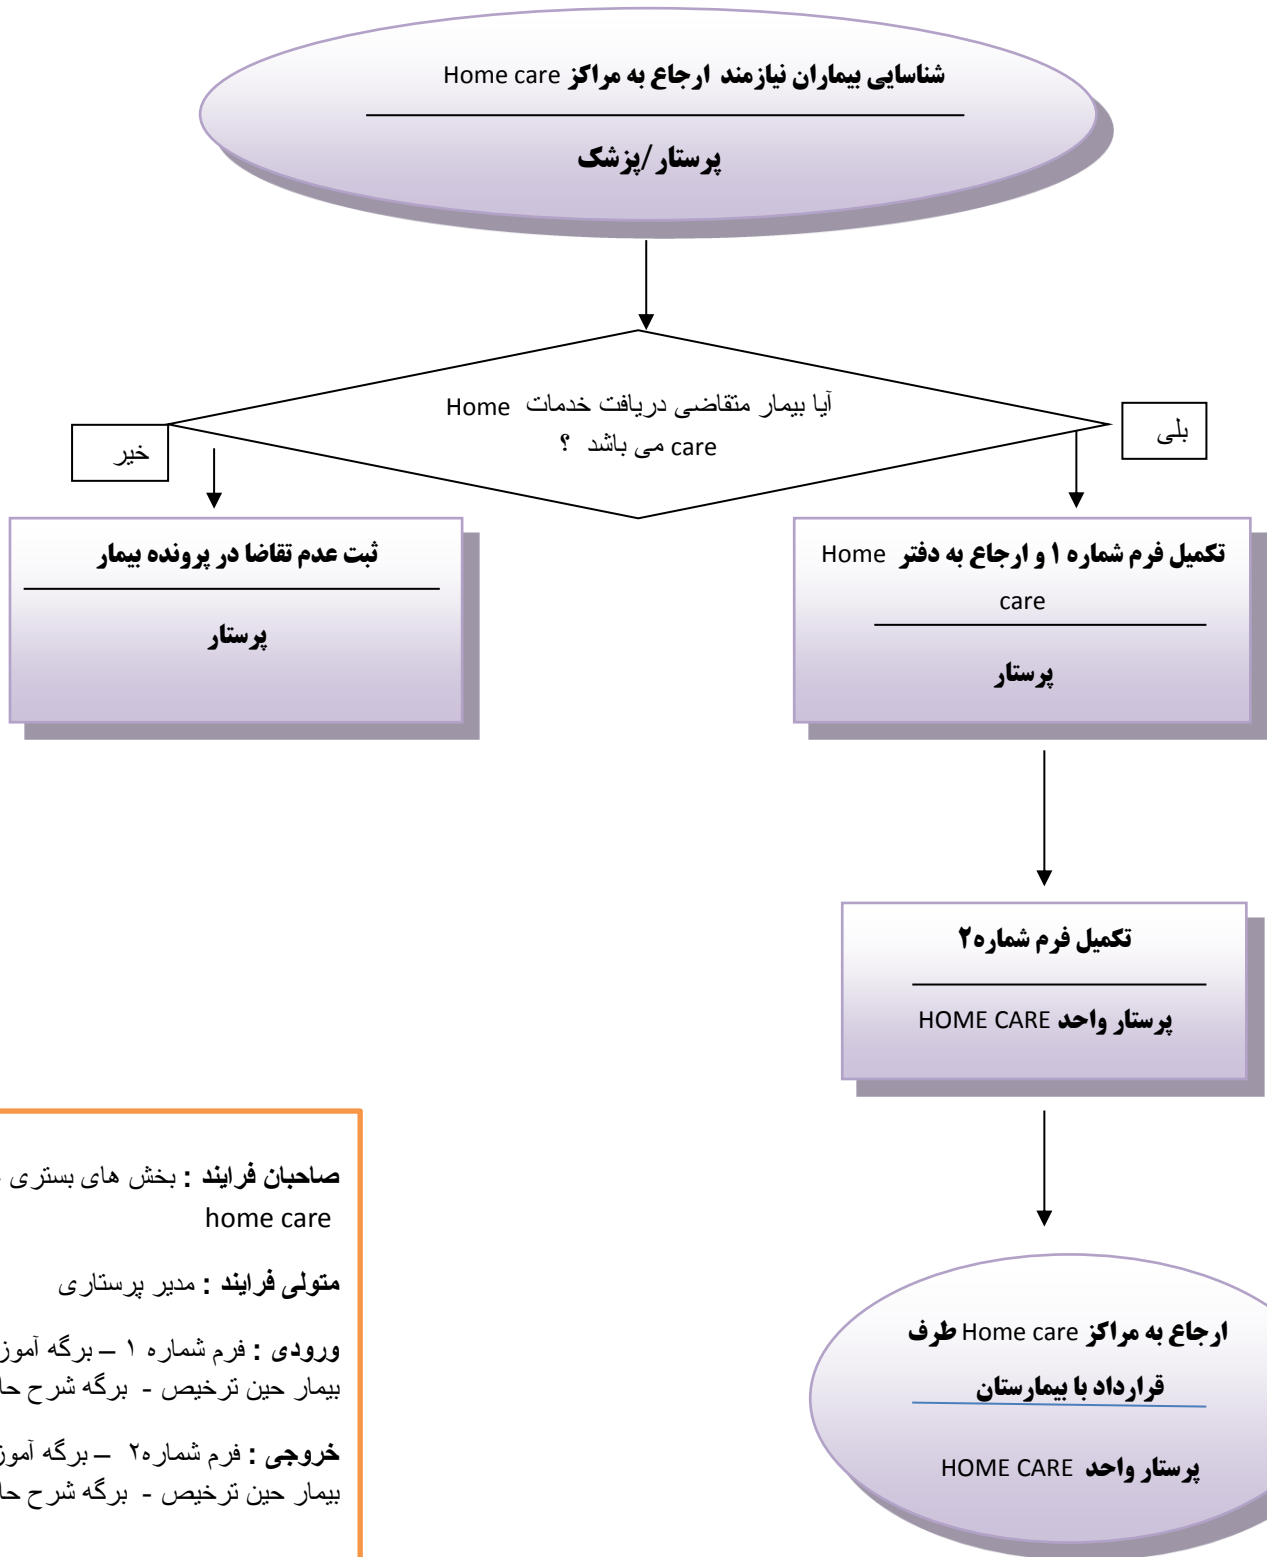 شناسایی بیماران نیازمند ارجاع به مراکز Home care
پرستار /پزشک
آیا بیمار متقاضی دریافت خدمات Home
care می باشد ؟
بلی
خیر
تکمیل فرم شماره ۱ و ارجاع به دفتر Home
care
پرستار
ثبت عدم تقاضا در پرونده بیمار
پرستار
تکمیل فرم شماره۲
پرستار واحد HOME CARE
ارجاع به مراکز Home care طرف
قرارداد با بیمارستان
پرستار واحد HOME CARE
صاحبان فرایند : بخش های بستری
home care
متولی فرایند : مدیر پرستاری
ورودی : فرم شماره ۱ – برگه
بیمار حین ترخیص - برگه شرح
خروجی : فرم شماره۲ – برگه
بیمار حین ترخیص - برگه شرح